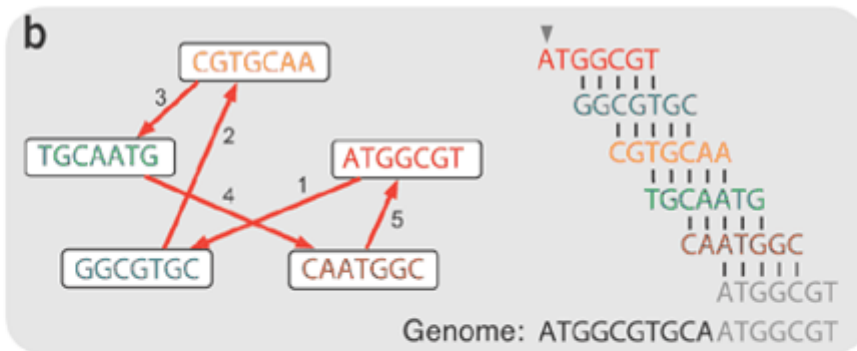 b
CGTGCAA
3
2
TGCAATG
ATGGCGT
1
4
5
GGCGTGC
CAATGGC
ATGGCGT
GGCGTGC
CGTGCAA
TGCAATG
CAATGGC
ATGGCGT
Genome: ATGGCGTGCAATGGCGT